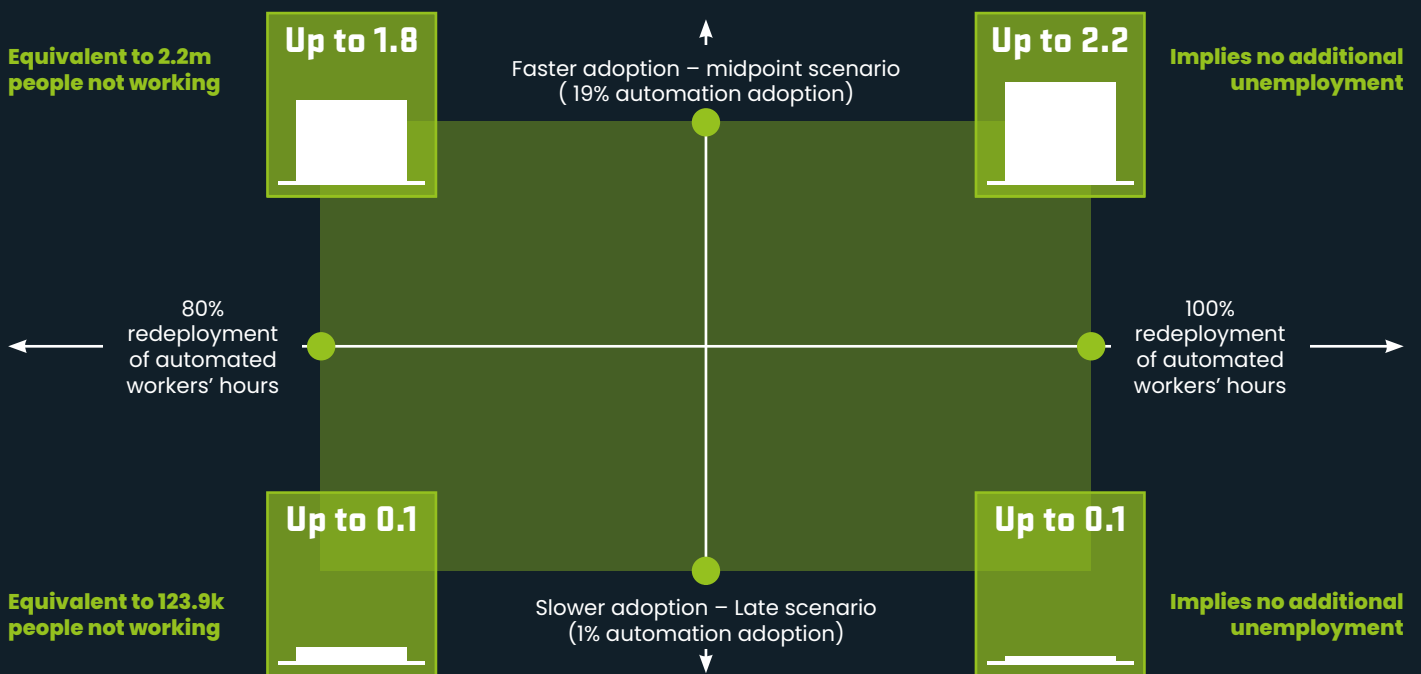 Up to 1.8
Up to 2.2
Equivalent to 2.2m
people not working
Faster adoption – midpoint scenario
( 19% automation adoption)
Implies no additional
unemployment
80%
redeployment
of automated
workers’ hours
100%
redeployment
of automated
workers’ hours
Up to 0.1
Up to 0.1
Equivalent to 123.9k
people not working
Slower adoption – Late scenario
(1% automation adoption)
Implies no additional
unemployment